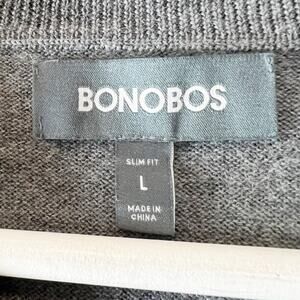 BONOBOS
SLIM FIT
L
MADE IN
CHINA